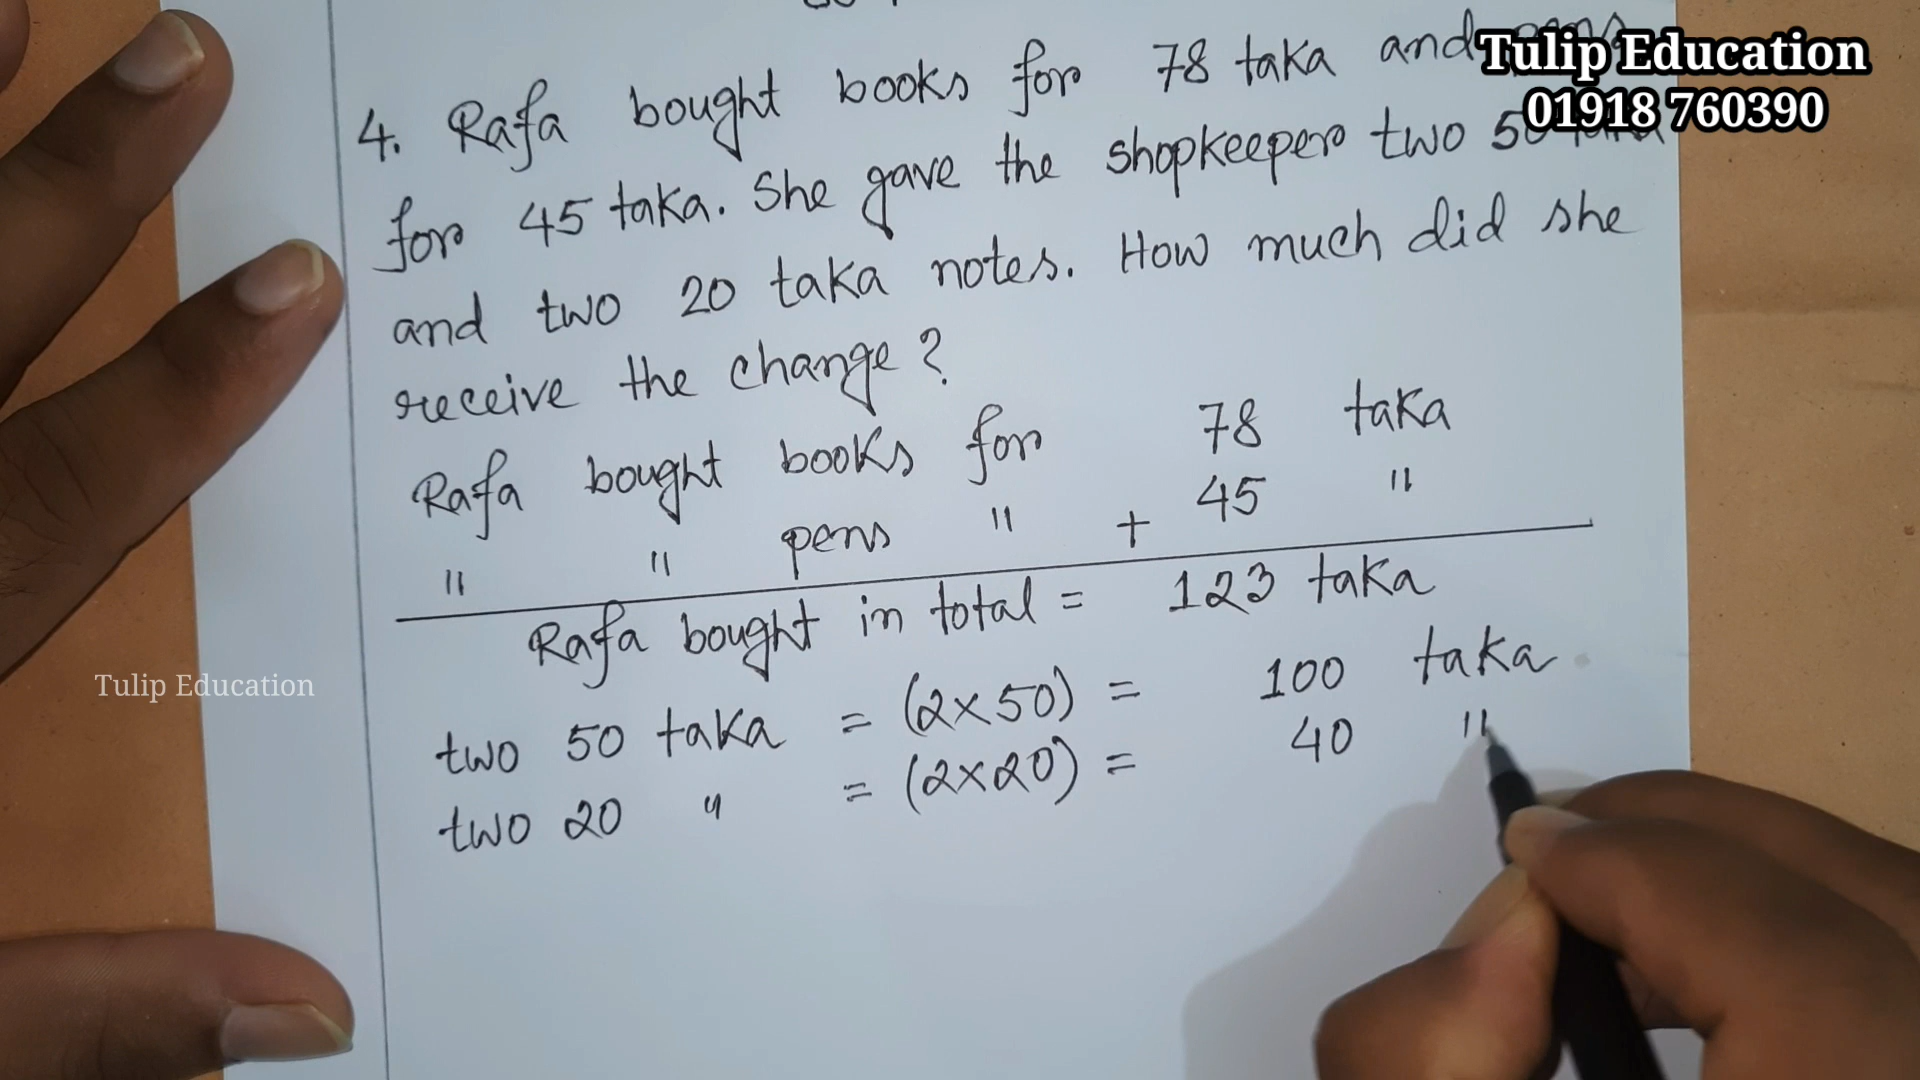 4. Rafa bought books for 78 taka and pens
for 45 taka. She gave the shopkeeper two 50 taka
and two 20 taka notes. How much did she
receive the change?
Rafa bought books for 78 taka
" " pens " + 45 "
Rafa bought in total = 123 taka
two 50 taka = (2×50) = 100 taka
two 20 " = (2×20) = 40 "
Tulip Education
01918 760390
Tulip Education